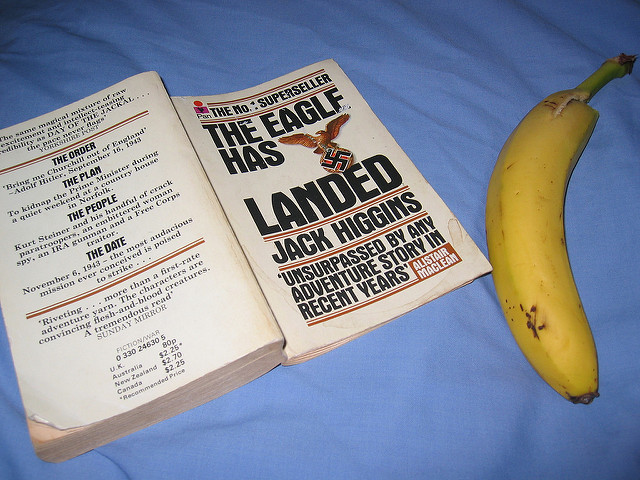 The same magical mixture of raw
excitement and intellect-teasing
credibility as DAY OF THE JACKAL . . . .
the pace never flags"
YORKSHIRE POST
THE ORDER
'Bring me Churchill out of England'
–Adolf Hitler, September 16, 1943
THE PLAN
To kidnap the Prime Minister during
a quiet weekend at a country house
in Norfolk.
THE PEOPLE
Kurt Steiner and his handful of crack
paratroopers, an embittered woman
spy, an IRA gunman and a Free Corps
traitor.
THE DATE
November 6, 1943 – the most audacious
mission ever conceived is poised
to strike . . . .
'Riveting . . . more than a first-rate
adventure yarn. The characters are
convincing flesh-and-blood creatures.
A tremendous read'
SUNDAY MIRROR
FICTION/WAR
0 330 24630 5
U.K. 80p
Australia $2.25*
New Zealand $2.70
Canada $2.25
*Recommended Price
Pan
THE No. 1 SUPERSELLER
THE EAGLE
HAS
LANDED
JACK HIGGINS
'UNSURPASSED BY ANY
ADVENTURE STORY IN
RECENT YEARS'
ALISTAIR
MACLEAN